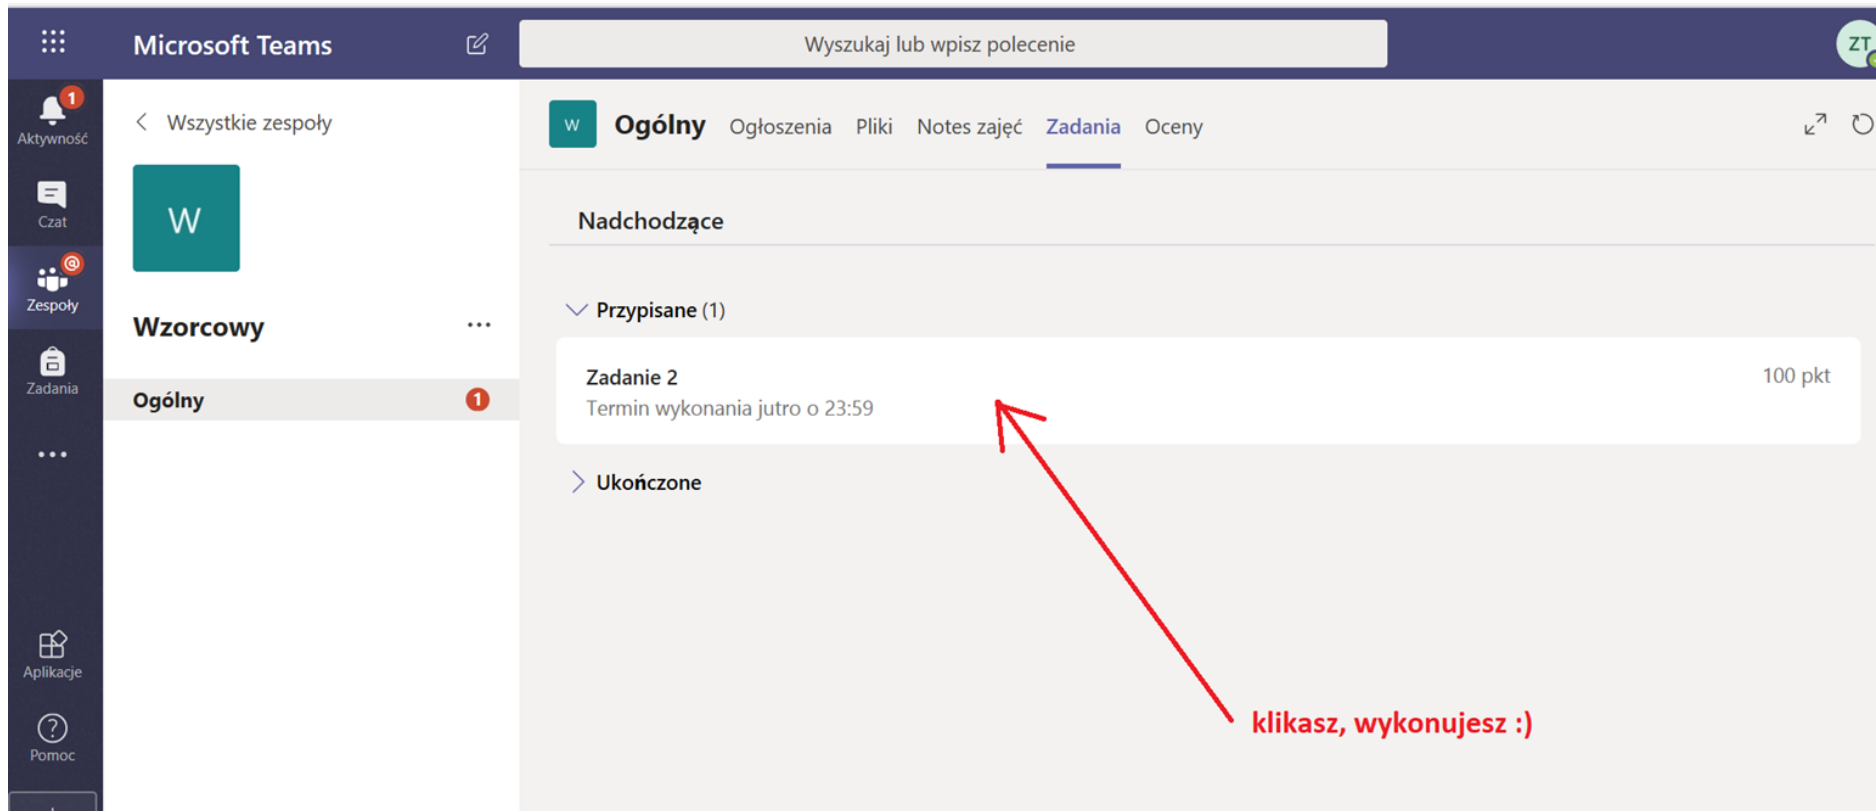 Microsoft Teams
Wyszukaj lub wpisz polecenie
ZT
1
Aktywność
Czat
@
Zespoły
Zadania
Aplikacje
Pomoc
Wszystkie zespoły
W
Wzorcowy
Ogólny 1
W Ogólny Ogłoszenia Pliki Notes zajęć Zadania Oceny
Nadchodzące
Przypisane (1)
Zadanie 2 100 pkt
Termin wykonania jutro o 23:59
Ukończone
klikasz, wykonujesz :)